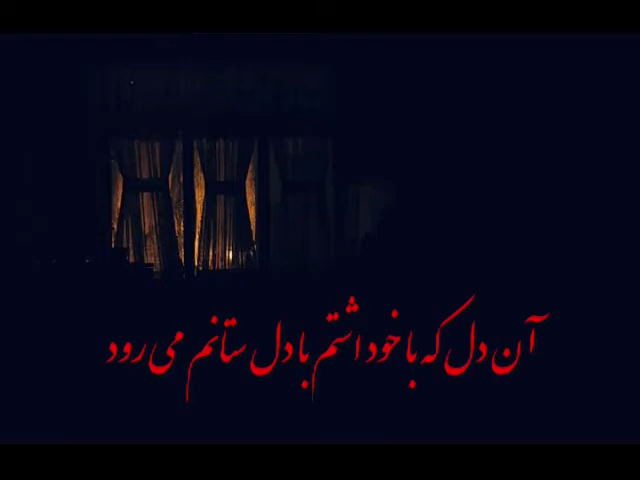 آن دل که با خود داشتم با دل ستانم می رود